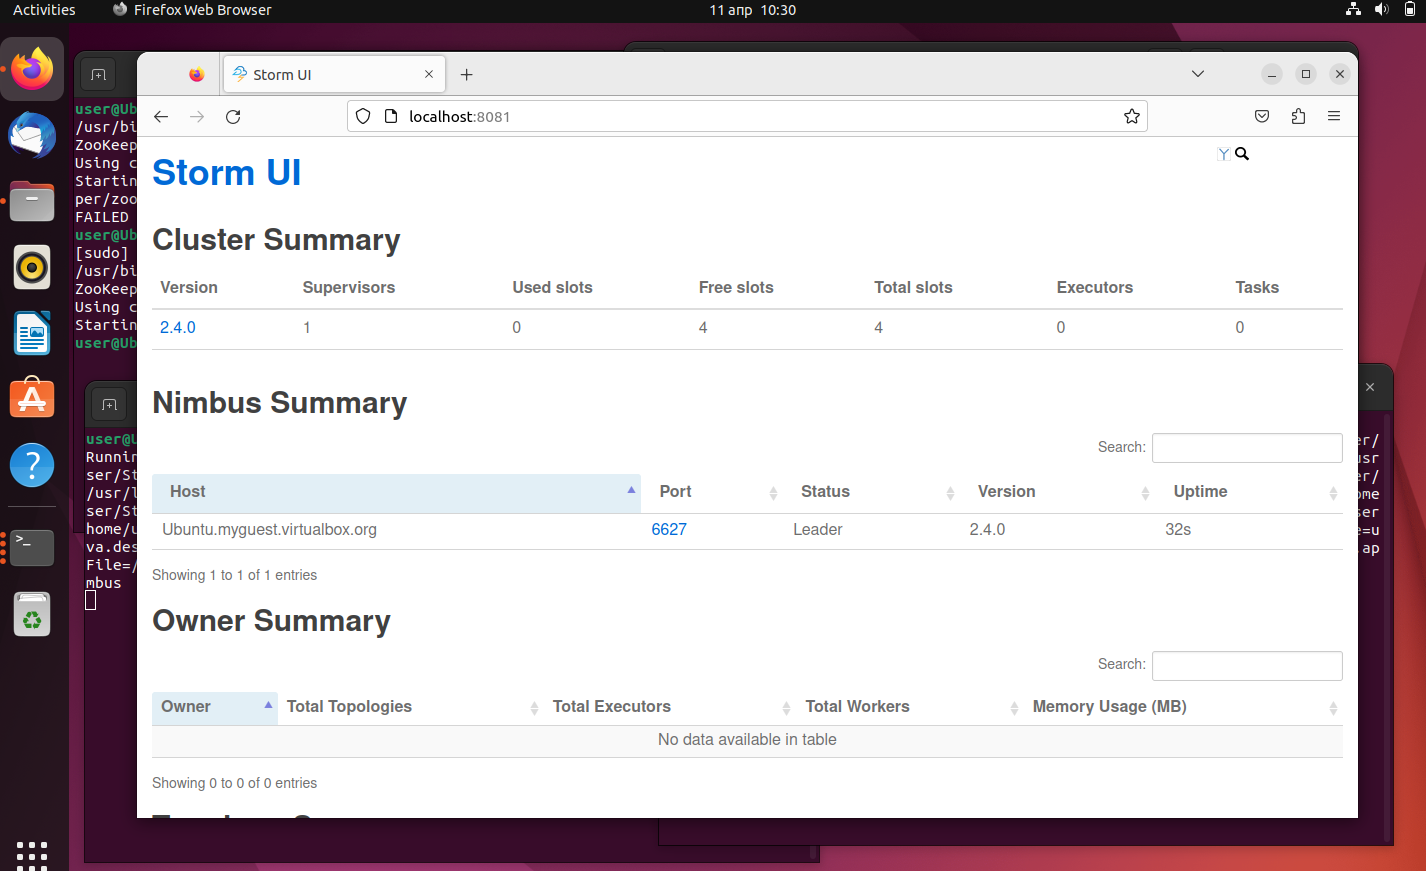 Activities
Firefox Web Browser
11 апр 10:30
Storm UI
localhost:8081
user@Ub
/usr/bi
ZooKeep
Using c
Startin
per/zoo
FAILED
user@Ub
[sudo]
/usr/bi
ZooKeep
Using c
Startin
user@Ub
Storm UI
Cluster Summary
Version Supervisors Used slots Free slots Total slots Executors Tasks
2.4.0 1 0 4 4 0 0
Nimbus Summary
Search:
Host Port Status Version Uptime
Ubuntu.myguest.virtualbox.org 6627 Leader 2.4.0 32s
Showing 1 to 1 of 1 entries
Owner Summary
Search:
Owner Total Topologies Total Executors Total Workers Memory Usage (MB)
No data available in table
Showing 0 to 0 of 0 entries
user@U
Runnin
ser/St
/usr/l
ser/St
home/u
va.des
File=/
mbus
er/
usr
er/
ome
ser
e=u
.ap